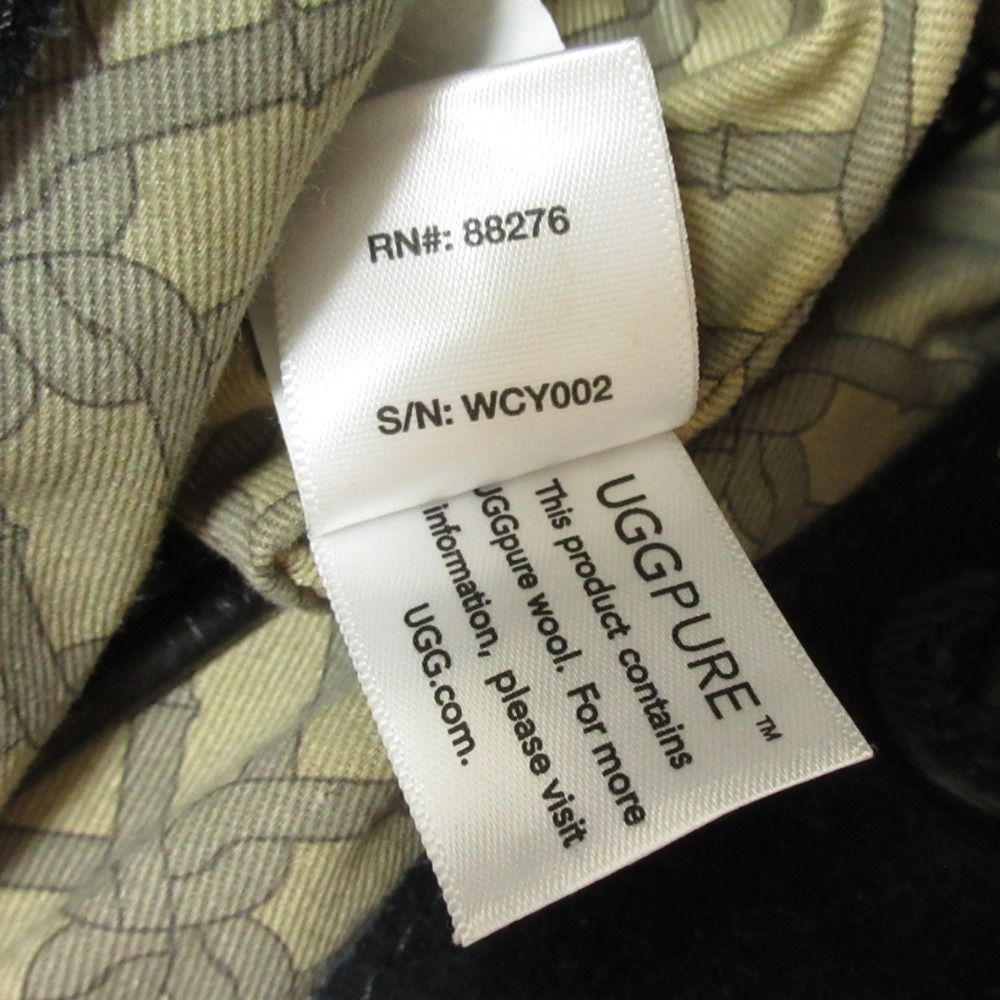 RN#: 88276
S/N: WCY002
UGGPURE™
This product contains
UGGpure wool. For more
information, please visit
UGG.com.